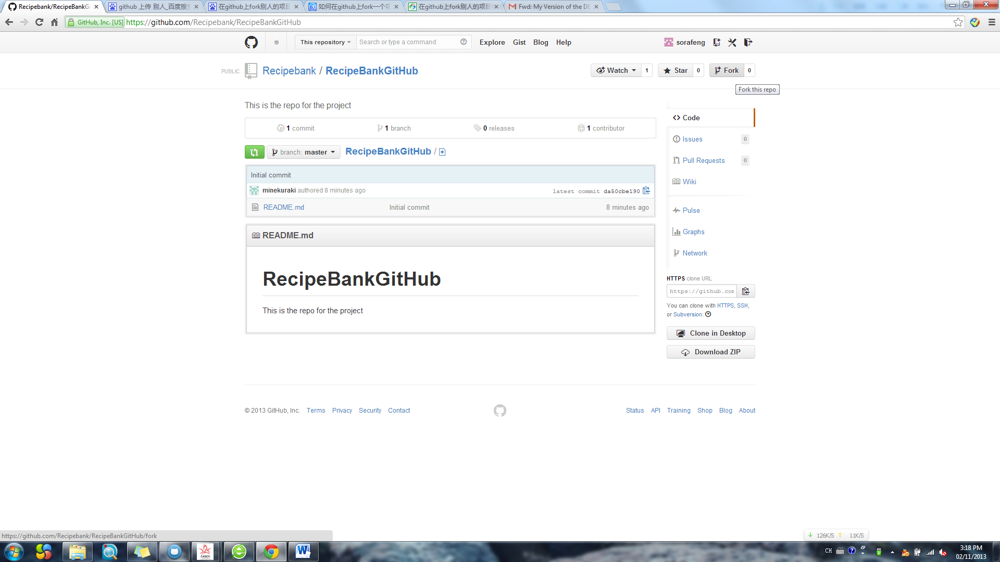 Recipebank/RecipeBankG
github 上传 别人_百度搜
在github上fork别人的项目
如何在github上fork一个项
在github上fork别人的项目
Fwd: My Version of the DE
GitHub, Inc. [US] https://github.com/Recipebank/RecipeBankGitHub
This repository Search or type a command Explore Gist Blog Help sorafeng
PUBLIC Recipebank / RecipeBankGitHub Watch 1 Star 0 Fork 0
Fork this repo
This is the repo for the project
1 commit 1 branch 0 releases 1 contributor
branch: master RecipeBankGitHub /
Initial commit
minekuraki authored 8 minutes ago latest commit da50cbe190
README.md Initial commit 8 minutes ago
README.md
RecipeBankGitHub
This is the repo for the project
Code
Issues 0
Pull Requests 0
Wiki
Pulse
Graphs
Network
HTTPS clone URL
https://github.com
You can clone with HTTPS, SSH,
or Subversion.
Clone in Desktop
Download ZIP
© 2013 GitHub, Inc. Terms Privacy Security Contact Status API Training Shop Blog About
https://github.com/Recipebank/RecipeBankGitHub/fork
126K/S 11K/S
CASCC
CH
3:18 PM
02/11/2013